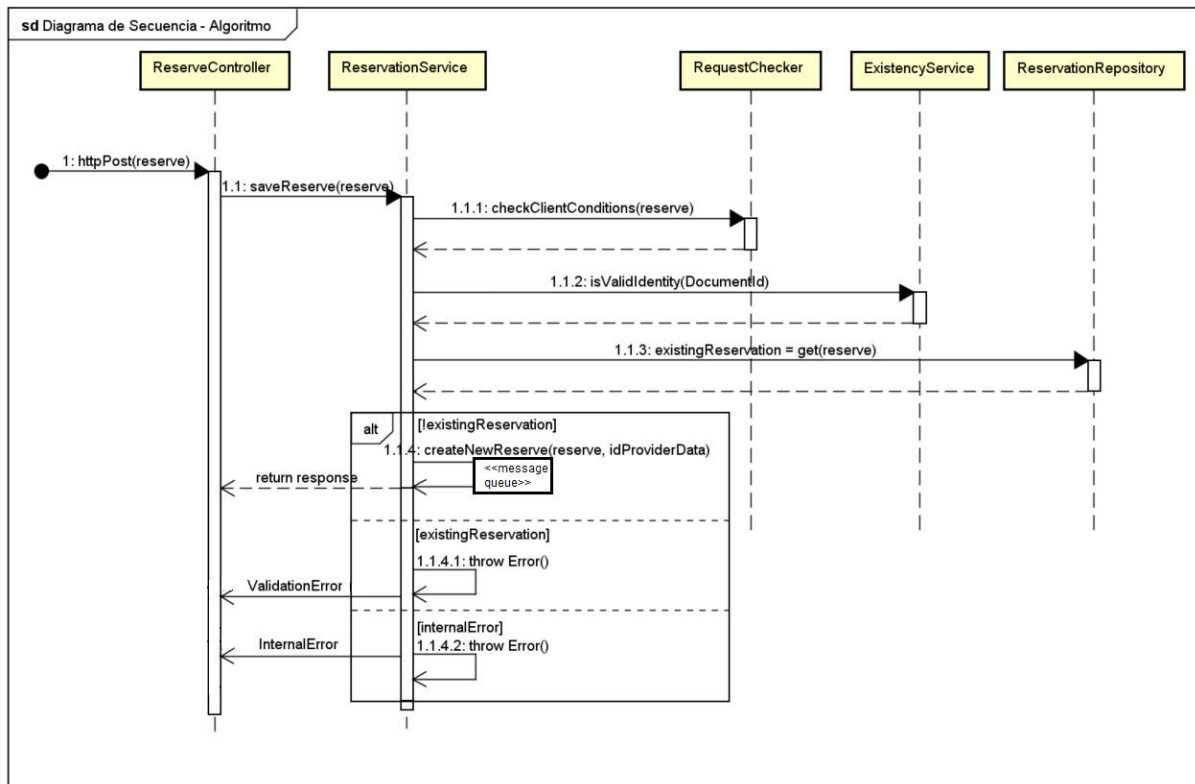 sd Diagrama de Secuencia - Algoritmo
ReserveController
ReservationService
RequestChecker
ExistencyService
ReservationRepository
1: httpPost(reserve)
1.1: saveReserve(reserve)
1.1.1: checkClientConditions(reserve)
1.1.2: isValidIdentity(DocumentId)
1.1.3: existingReservation = get(reserve)
alt
[!existingReservation]
1.1.4: createNewReserve(reserve, idProviderData)
<<message
queue>>
return response
[existingReservation]
1.1.4.1: throw Error()
ValidationError
[internalError]
1.1.4.2: throw Error()
InternalError